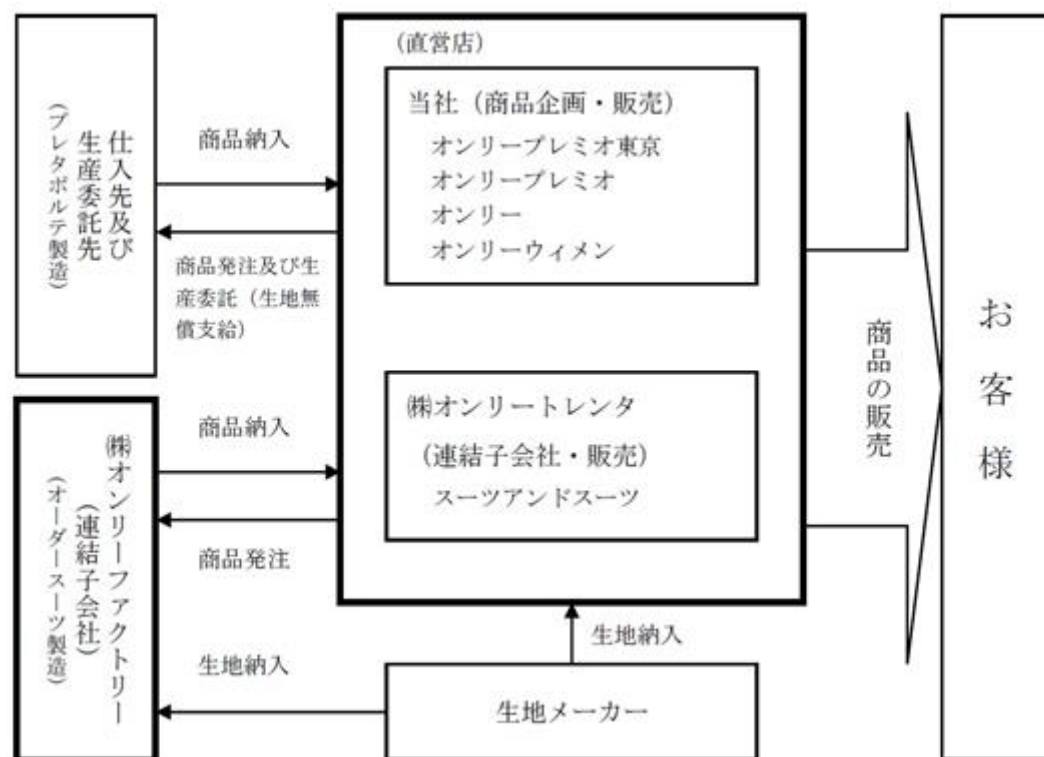 仕入先及び
生産委託先
(プレタポルテ製造)
商品納入
商品発注及び生
産委託（生地無
償支給）
㈱オンリーファクトリー
(連結子会社)
(オーダースーツ製造)
商品納入
商品発注
生地納入
(直営店)
当社（商品企画・販売）
オンリープレミオ東京
オンリープレミオ
オンリー
オンリーウィメン
㈱オンリートレンタ
（連結子会社・販売）
スーツアンドスーツ
生地納入
生地メーカー
商品の販売
お客様